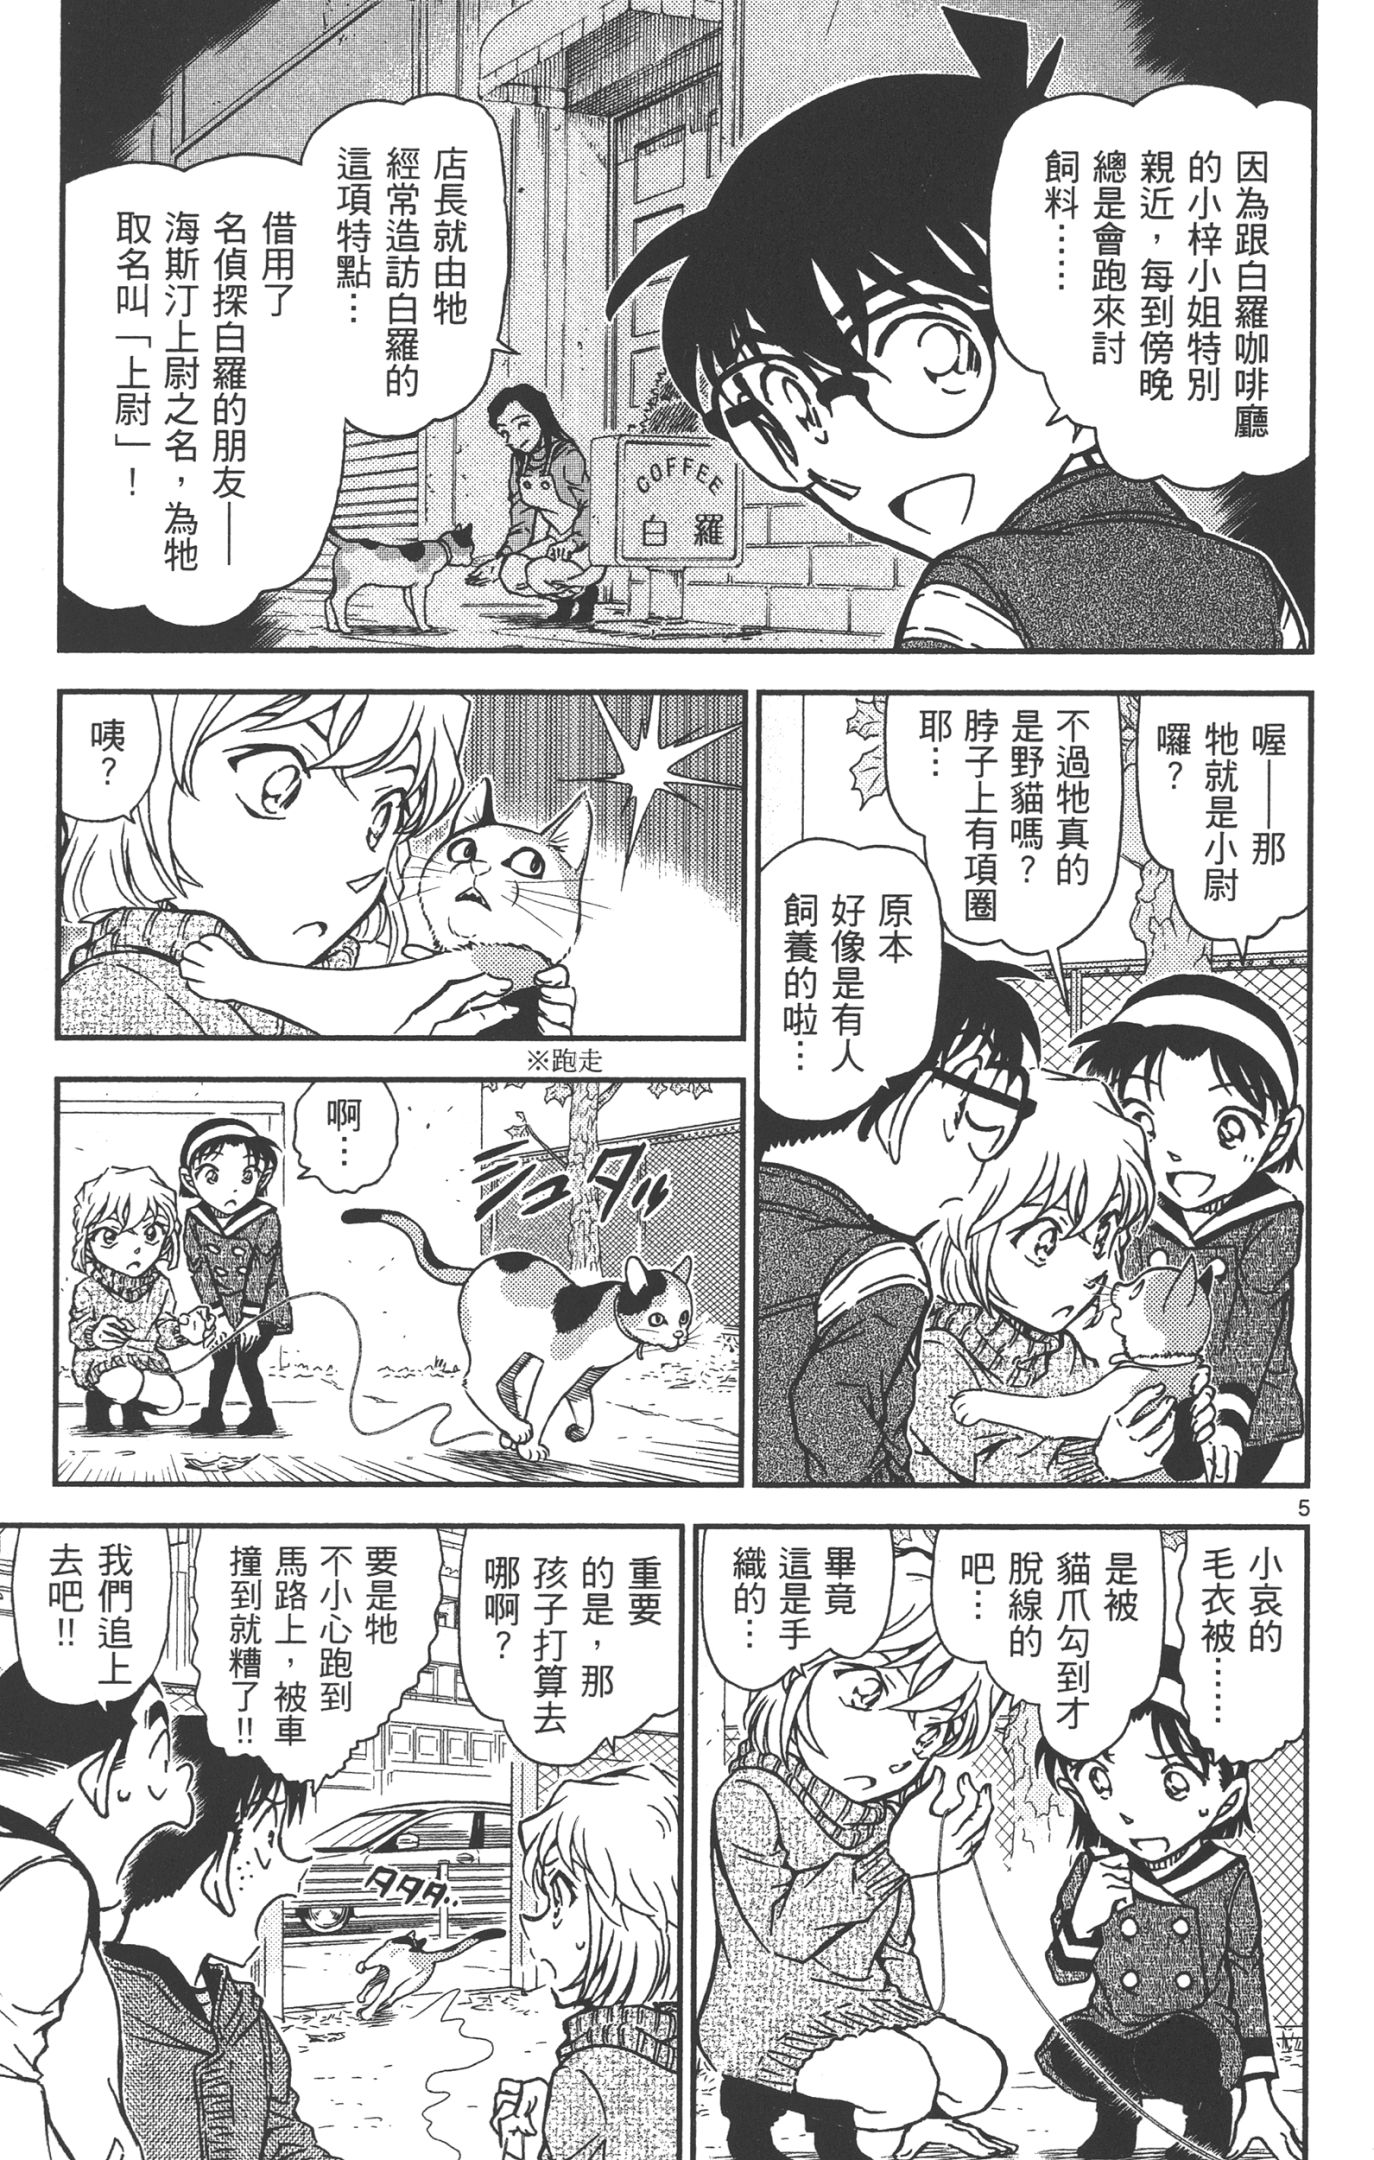 因為跟白羅咖啡廳
的小梓小姐特別
親近，每到傍晚
總是會跑來討
飼料……
店長就由牠
經常造訪白羅的
這項特點…
借用了
名偵探白羅的朋友——
海斯汀上尉之名，為牠
取名叫「上尉」！
COFFEE
白羅
喔——那
牠就是小尉
囉？
不過牠真的
是野貓嗎？
脖子上有項圈
耶…
原本
好像是有人
飼養的啦…
咦？
※跑走
啊…
シュタル
5
小哀的
毛衣被……
是被
貓爪勾到才
脫線的
吧…
畢竟
這是手
織的…
重要
的是，那
孩子打算去
哪啊？
要是牠
不小心跑到
馬路上，被車
撞到就糟了!!
我們追上
去吧!!
タタタ…